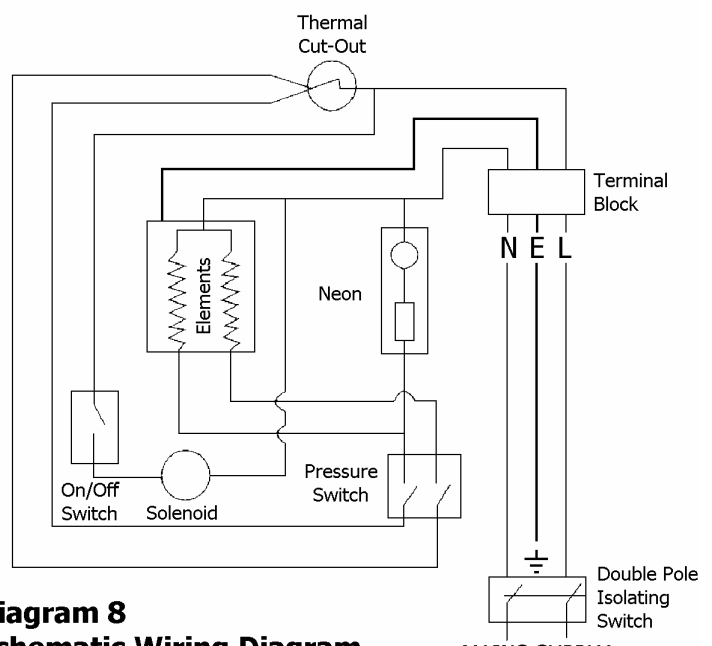 Thermal
Cut-Out
Terminal
Block
N E L
Elements
Neon
On/Off
Switch
Solenoid
Pressure
Switch
Double Pole
Isolating
Switch
iagram 8
chematic Wiring Diagram